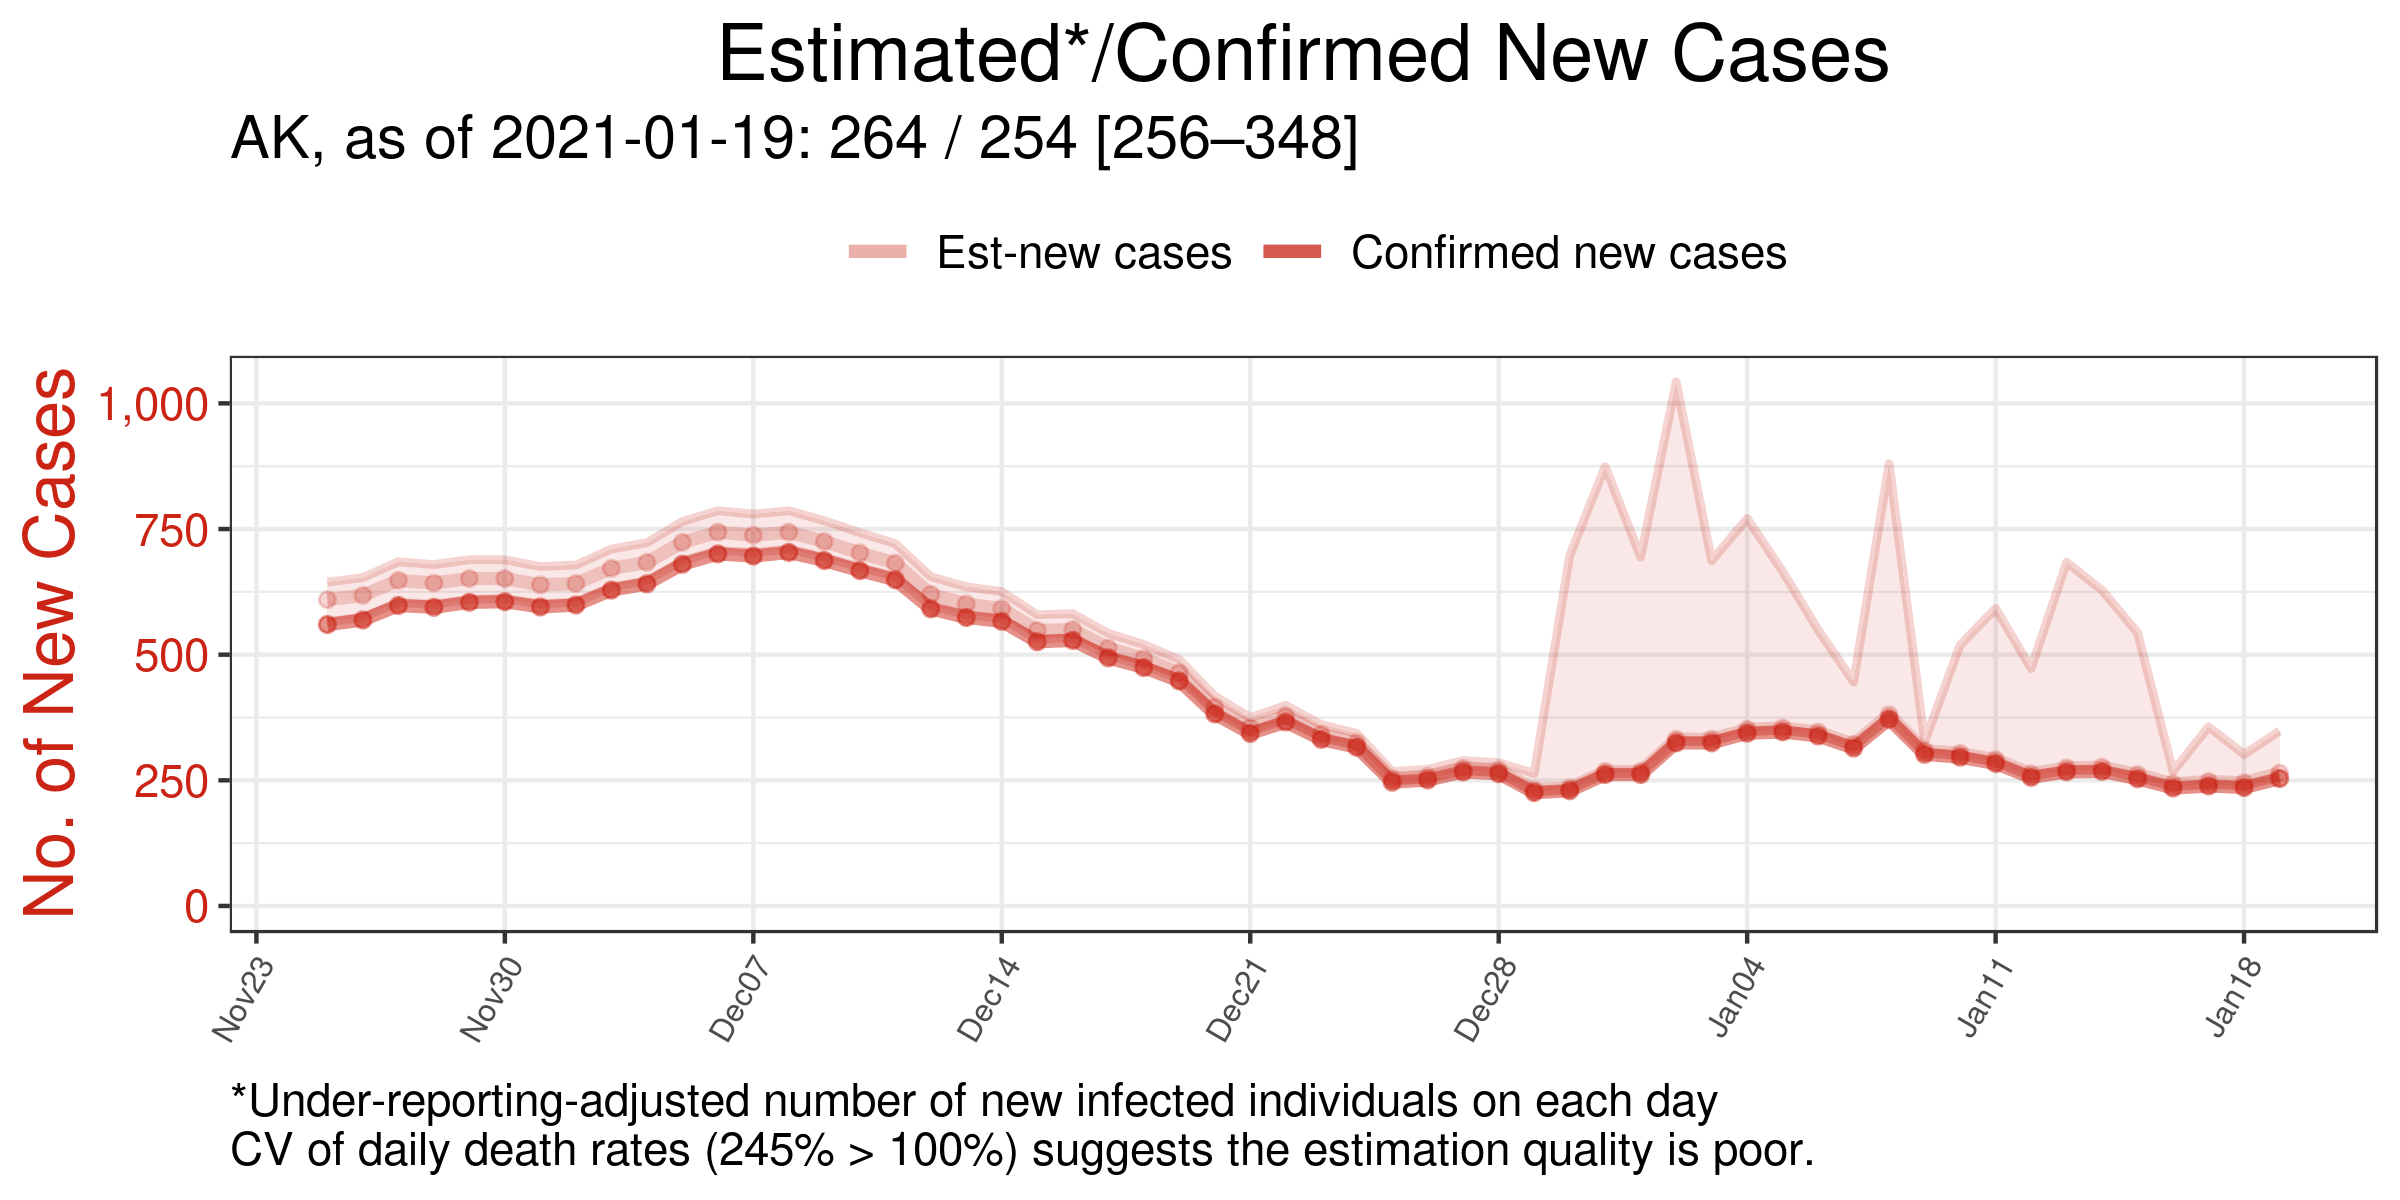 Estimated*/Confirmed New Cases
AK, as of 2021-01-19: 264 / 254 [256–348]
Est-new cases
Confirmed new cases
No. of New Cases
1,000
750
500
250
0
Nov23
Nov30
Dec07
Dec14
Dec21
Dec28
Jan04
Jan11
Jan18
*Under-reporting-adjusted number of new infected individuals on each day
CV of daily death rates (245% > 100%) suggests the estimation quality is poor.